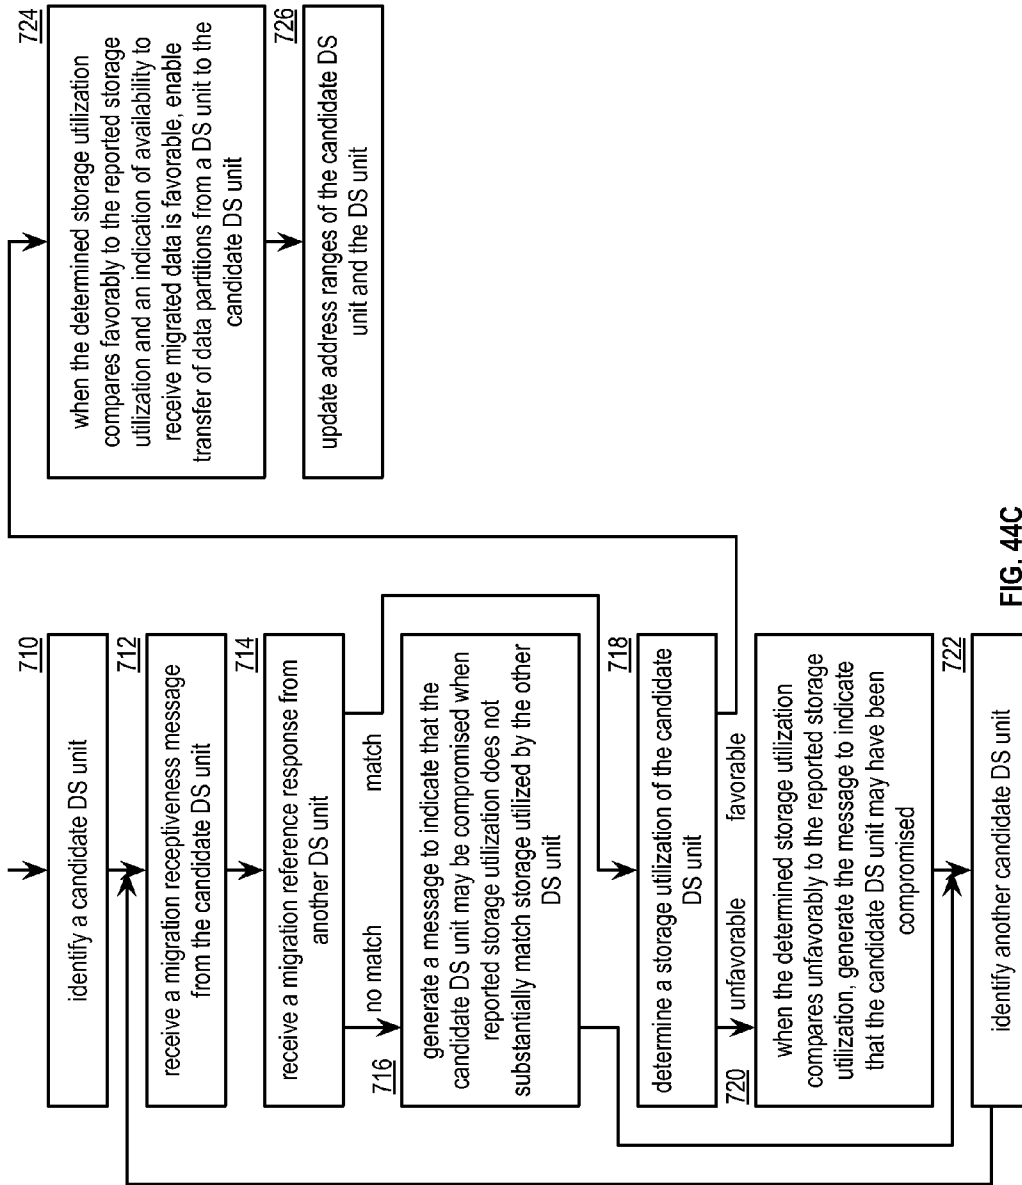 710
identify a candidate DS unit
712
receive a migration receptiveness message
from the candidate DS unit
714
receive a migration reference response from
another DS unit
no match
match
716
generate a message to indicate that the
candidate DS unit may be compromised when
reported storage utilization does not
substantially match storage utilized by the other
DS unit
718
determine a storage utilization of the candidate
DS unit
unfavorable
favorable
720
when the determined storage utilization
compares unfavorably to the reported storage
utilization, generate the message to indicate
that the candidate DS unit may have been
compromised
722
identify another candidate DS unit
724
when the determined storage utilization
compares favorably to the reported storage
utilization and an indication of availability to
receive migrated data is favorable, enable
transfer of data partitions from a DS unit to the
candidate DS unit
726
update address ranges of the candidate DS
unit and the DS unit
FIG. 44C